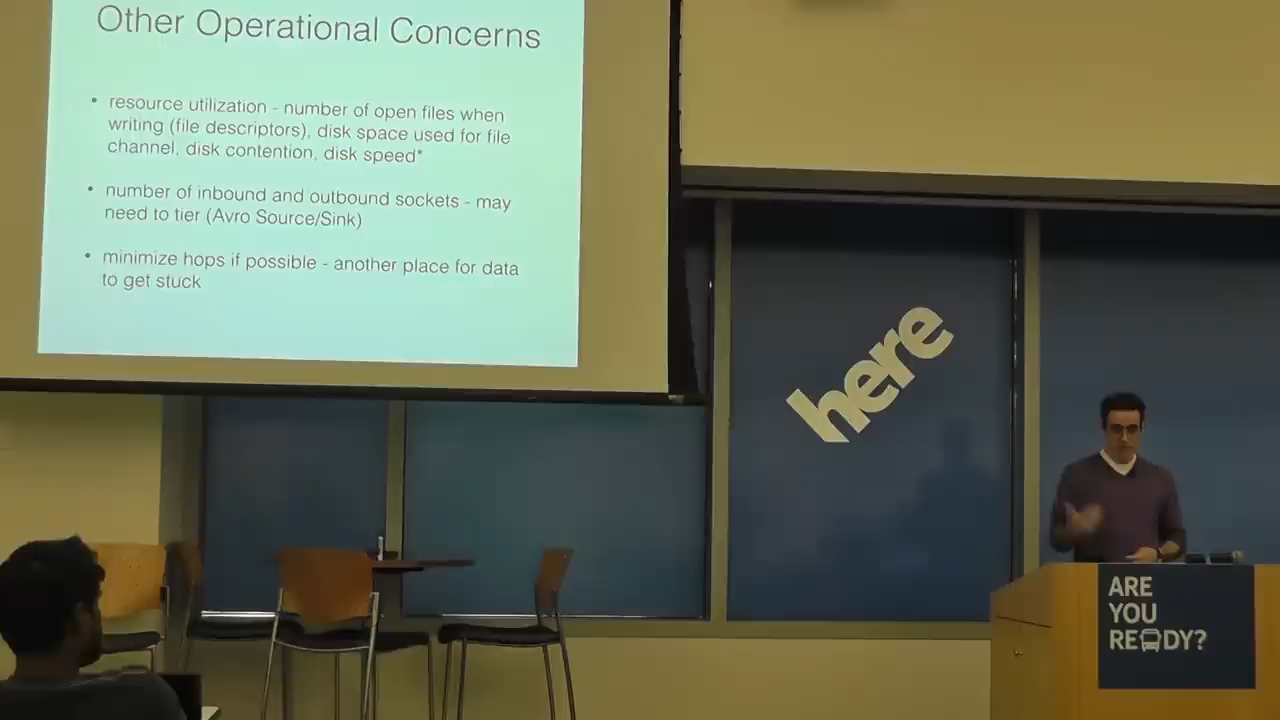 Other Operational Concerns
• resource utilization - number of open files when
writing (file descriptors), disk space used for file
channel, disk contention, disk speed*
• number of inbound and outbound sockets - may
need to tier (Avro Source/Sink)
• minimize hops if possible - another place for data
to get stuck
here
ARE
YOU
READY?